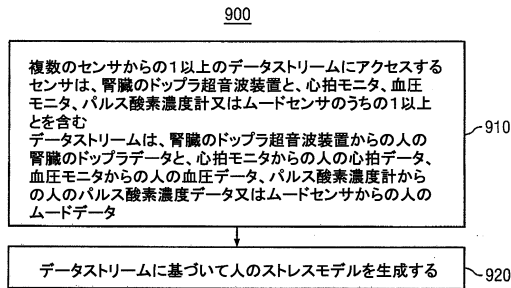 900
複数のセンサからの1以上のデータストリームにアクセスする
センサは、腎臓のドップラ超音波装置と、心拍モニタ、血圧
モニタ、パルス酸素濃度計又はムードセンサのうちの1以上
とを含む
データストリームは、腎臓のドップラ超音波装置からの人の
腎臓のドップラデータと、心拍モニタからの人の心拍データ、
血圧モニタからの人の血圧データ、パルス酸素濃度計から
の人のパルス酸素濃度データ又はムードセンサからの人の
ムードデータ
910
データストリームに基づいて人のストレスモデルを生成する
920